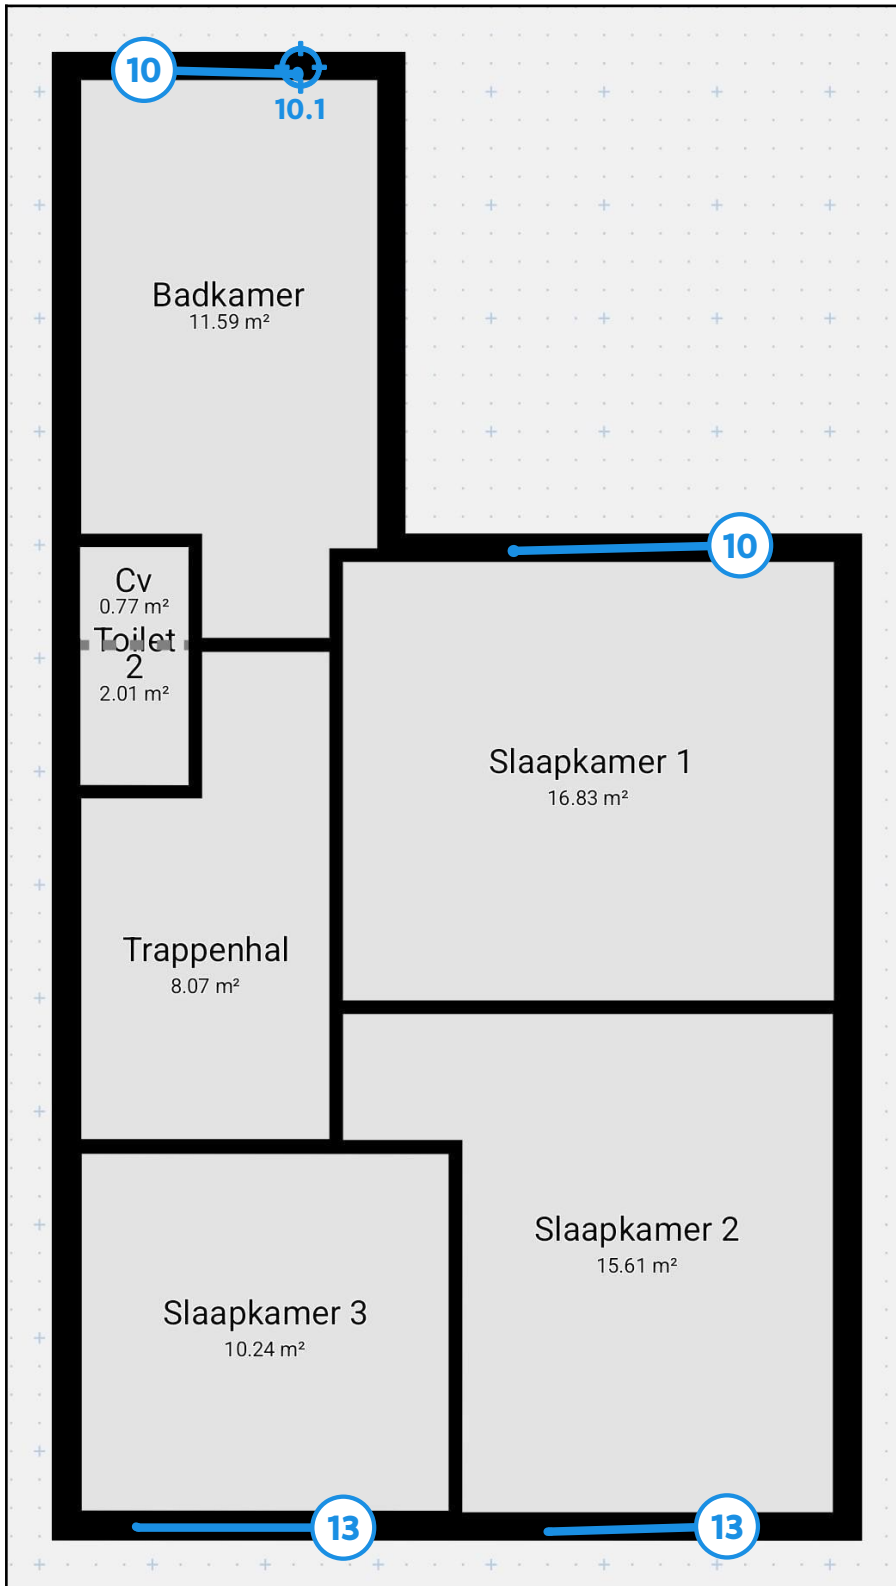 10
10.1
Badkamer
11.59 m²
10
Cv
0.77 m²
Toilet
2
2.01 m²
Slaapkamer 1
16.83 m²
Trappenhal
8.07 m²
Slaapkamer 2
15.61 m²
Slaapkamer 3
10.24 m²
13
13